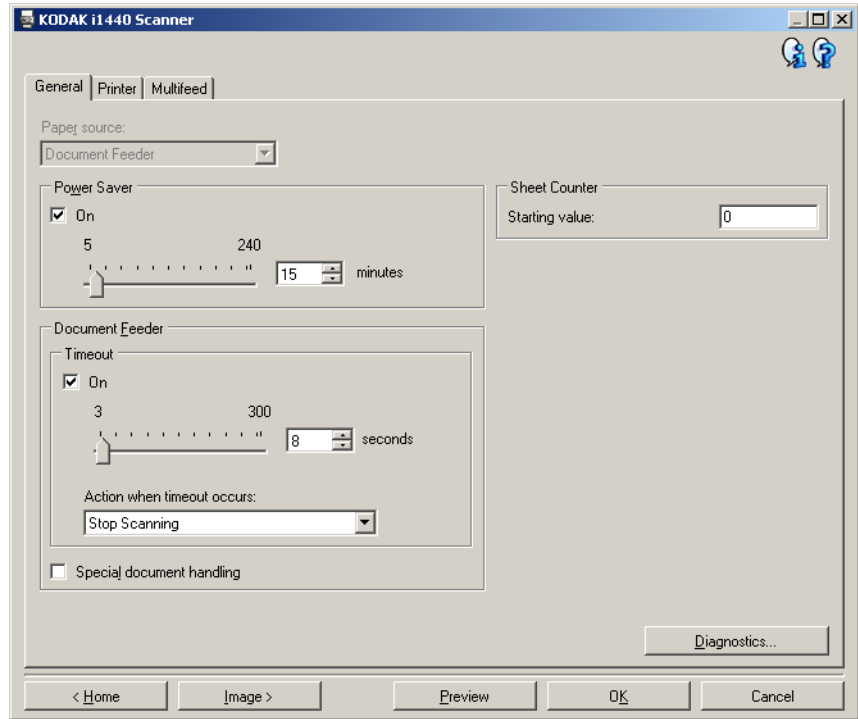 KODAK i1440 Scanner
General Printer Multifeed
Paper source:
Document Feeder
Power Saver
On
5 240
15 minutes
Sheet Counter
Starting value: 0
Document Feeder
Timeout
On
3 300
8 seconds
Action when timeout occurs:
Stop Scanning
Special document handling
Diagnostics...
< Home Image > Preview OK Cancel